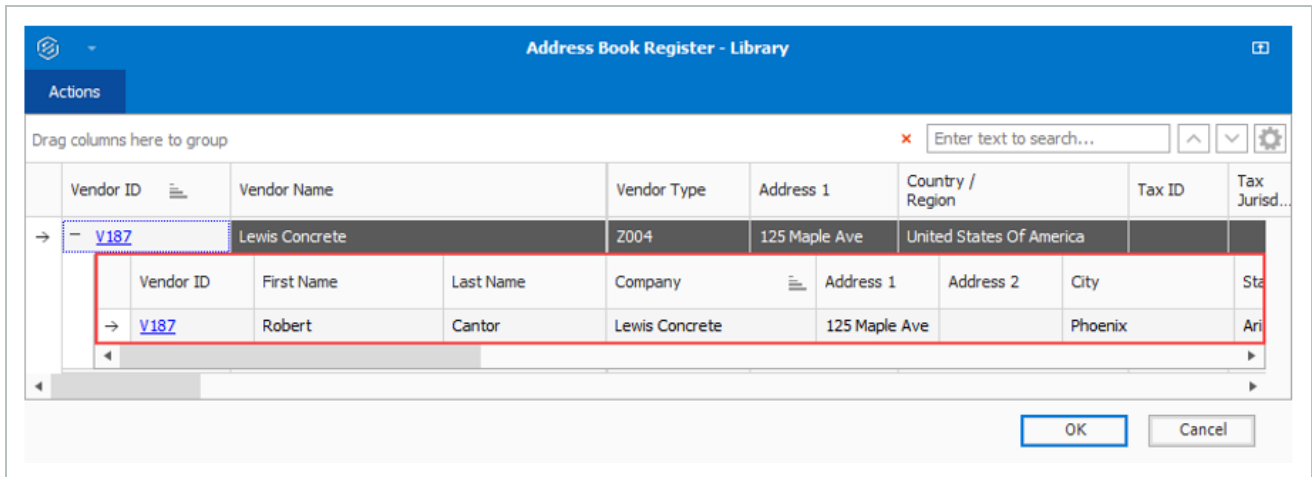 Address Book Register - Library
Actions
Drag columns here to group
Enter text to search...
Vendor ID Vendor Name Vendor Type Address 1 Country / Region Tax ID Tax Jurisd...
V187 Lewis Concrete Z004 125 Maple Ave United States Of America
Vendor ID First Name Last Name Company Address 1 Address 2 City Sta
V187 Robert Cantor Lewis Concrete 125 Maple Ave Phoenix Ari
OK Cancel